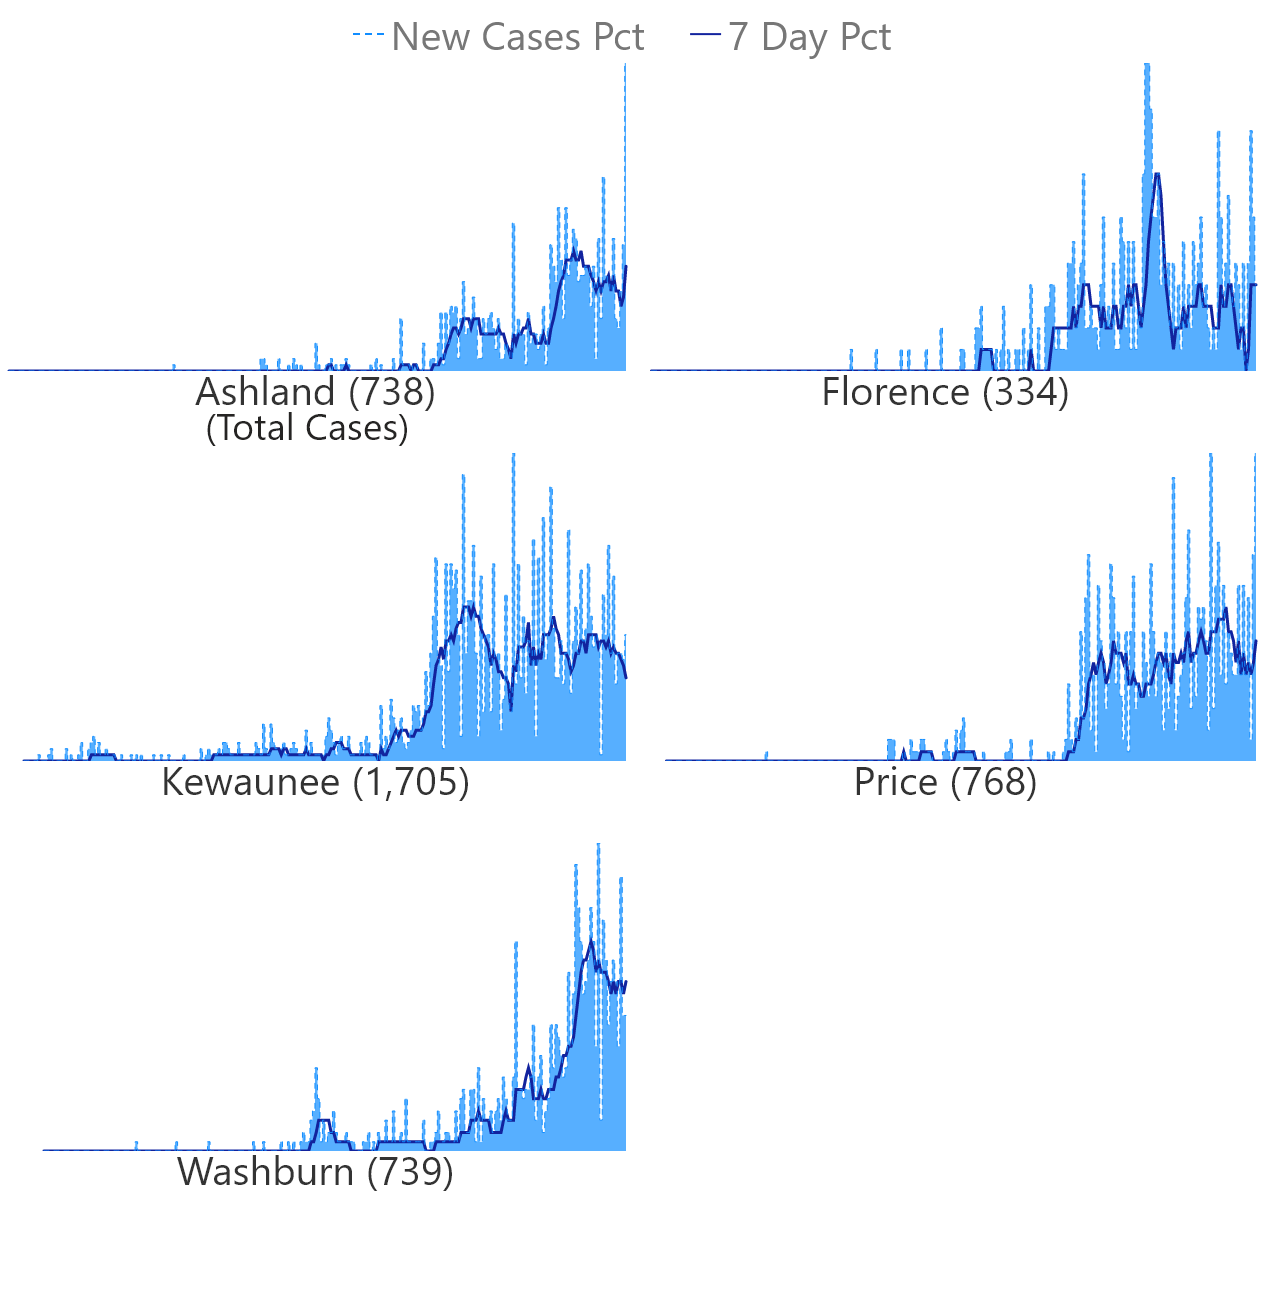 New Cases Pct 7 Day Pct
Ashland (738) Florence (334)
(Total Cases)
Kewaunee (1,705) Price (768)
Washburn (739)